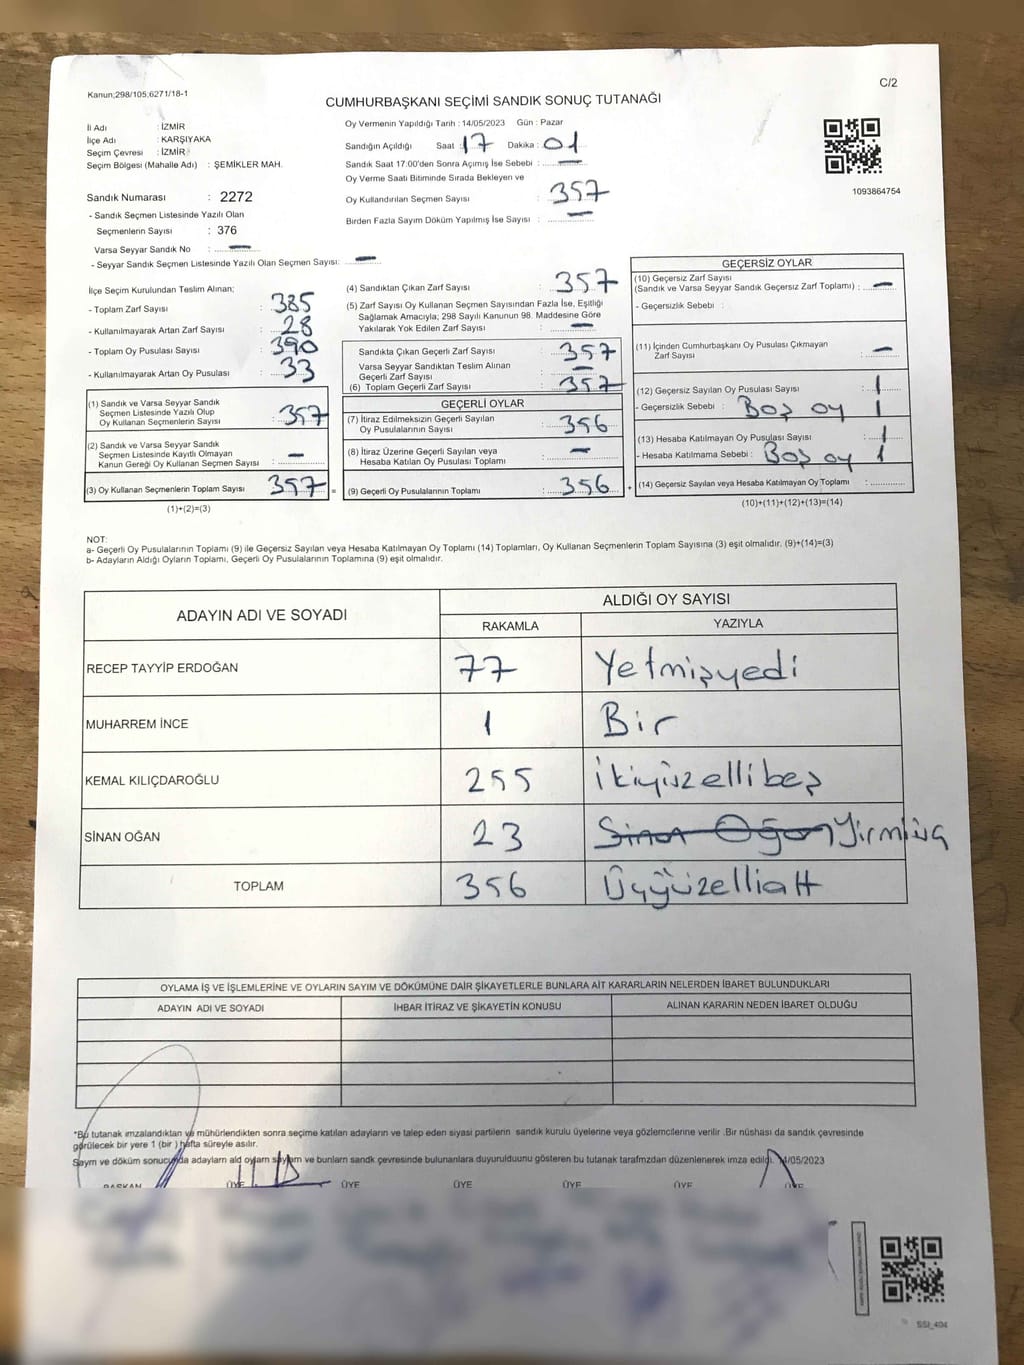 Kanun;298/105;6271/18-1
C/2
CUMHURBAŞKANI SEÇİMİ SANDIK SONUÇ TUTANAĞI
İl Adı : İZMİR
İlçe Adı : KARŞIYAKA
Seçim Çevresi : İZMİR
Seçim Bölgesi (Mahalle Adı) : ŞEMİKLER MAH.
Sandık Numarası : 2272
- Sandık Seçmen Listesinde Yazılı Olan
Seçmenlerin Sayısı : 376
Varsa Seyyar Sandık No : —
- Seyyar Sandık Seçmen Listesinde Yazılı Olan Seçmen Sayısı: —
Oy Vermenin Yapıldığı Tarih : 14/05/2023 Gün : Pazar
Sandığın Açıldığı Saat : 17 Dakika : 01
Sandık Saat 17:00'den Sonra Açımış İse Sebebi : —
Oy Verme Saati Bitiminde Sırada Bekleyen ve
Oy Kullandırılan Seçmen Sayısı : 357
Birden Fazla Sayım Döküm Yapılmış İse Sayısı : —
1093864754
İlçe Seçim Kurulundan Teslim Alınan;
- Toplam Zarf Sayısı : 385
- Kullanılmayarak Artan Zarf Sayısı : 28
- Toplam Oy Pusulası Sayısı : 390
- Kullanılmayarak Artan Oy Pusulası : 33
(1) Sandık ve Varsa Seyyar Sandık
Seçmen Listesinde Yazılı Olup
Oy Kullanan Seçmenlerin Sayısı : 357
(2) Sandık ve Varsa Seyyar Sandık
Seçmen Listesinde Kayıtlı Olmayan
Kanun Gereği Oy Kullanan Seçmen Sayısı : —
(3) Oy Kullanan Seçmenlerin Toplam Sayısı 357 =
(1)+(2)=(3)
(4) Sandıktan Çıkan Zarf Sayısı : 357
(5) Zarf Sayısı Oy Kullanan Seçmen Sayısından Fazla İse, Eşitliği
Sağlamak Amacıyla; 298 Sayılı Kanunun 98. Maddesine Göre
Yakılarak Yok Edilen Zarf Sayısı : —
Sandıkta Çıkan Geçerli Zarf Sayısı : 357
Varsa Seyyar Sandıktan Teslim Alınan
Geçerli Zarf Sayısı : —
(6) Toplam Geçerli Zarf Sayısı : 357
GEÇERLİ OYLAR
(7) İtiraz Edilmeksizin Geçerli Sayılan
Oy Pusulalarının Sayısı : 356
(8) İtiraz Üzerine Geçerli Sayılan veya
Hesaba Katılan Oy Pusulası Toplamı : —
(9) Geçerli Oy Pusulalarının Toplamı : 356 +
GEÇERSİZ OYLAR
(10) Geçersiz Zarf Sayısı
(Sandık ve Varsa Seyyar Sandık Geçersiz Zarf Toplamı) : —
- Geçersizlik Sebebi :
(11) İçinden Cumhurbaşkanı Oy Pusulası Çıkmayan
Zarf Sayısı : —
(12) Geçersiz Sayılan Oy Pusulası Sayısı : 1
- Geçersizlik Sebebi : Boş oy 1
(13) Hesaba Katılmayan Oy Pusulası Sayısı : 1
- Hesaba Katılmama Sebebi : Boş oy 1
(14) Geçersiz Sayılan veya Hesaba Katılmayan Oy Toplamı :
(10)+(11)+(12)+(13)=(14)
NOT:
a- Geçerli Oy Pusulalarının Toplamı (9) ile Geçersiz Sayılan veya Hesaba Katılmayan Oy Toplamı (14) Toplamları, Oy Kullanan Seçmenlerin Toplam Sayısına (3) eşit olmalıdır. (9)+(14)=(3)
b- Adayların Aldığı Oyların Toplamı, Geçerli Oy Pusulalarının Toplamına (9) eşit olmalıdır.
ADAYIN ADI VE SOYADI ALDIĞI OY SAYISI
RAKAMLA YAZIYLA
RECEP TAYYİP ERDOĞAN 77 Yetmişyedi
MUHARREM İNCE 1 Bir
KEMAL KILIÇDAROĞLU 255 İkiyüzellibeş
SİNAN OĞAN 23 Sinan Oğan Yirmiüç
TOPLAM 356 Üçyüzellialtı
OYLAMA İŞ VE İŞLEMLERİNE VE OYLARIN SAYIM VE DÖKÜMÜNE DAİR ŞİKAYETLERLE BUNLARA AİT KARARLARIN NELERDEN İBARET BULUNDUKLARI
ADAYIN ADI VE SOYADI İHBAR İTİRAZ VE ŞİKAYETİN KONUSU ALINAN KARARIN NEDEN İBARET OLDUĞU
*Bu tutanak imzalandıktan ve mühürlendikten sonra seçime katılan adayların ve talep eden siyasi partilerin sandık kurulu üyelerine veya gözlemcilerine verilir .Bir nüshası da sandık çevresinde
görülecek bir yere 1 (bir ) hafta süreyle asılır.
Sayım ve döküm sonucunda adayların ald oyların sayım ve bunların sandk çevresinde bulunanlara duyurulduunu gösteren bu tutanak tarafmzdan düzenlenerek imza edildi. 14/05/2023
BAŞKAN ÜYE ÜYE ÜYE ÜYE ÜYE ÜYE
SSI_404